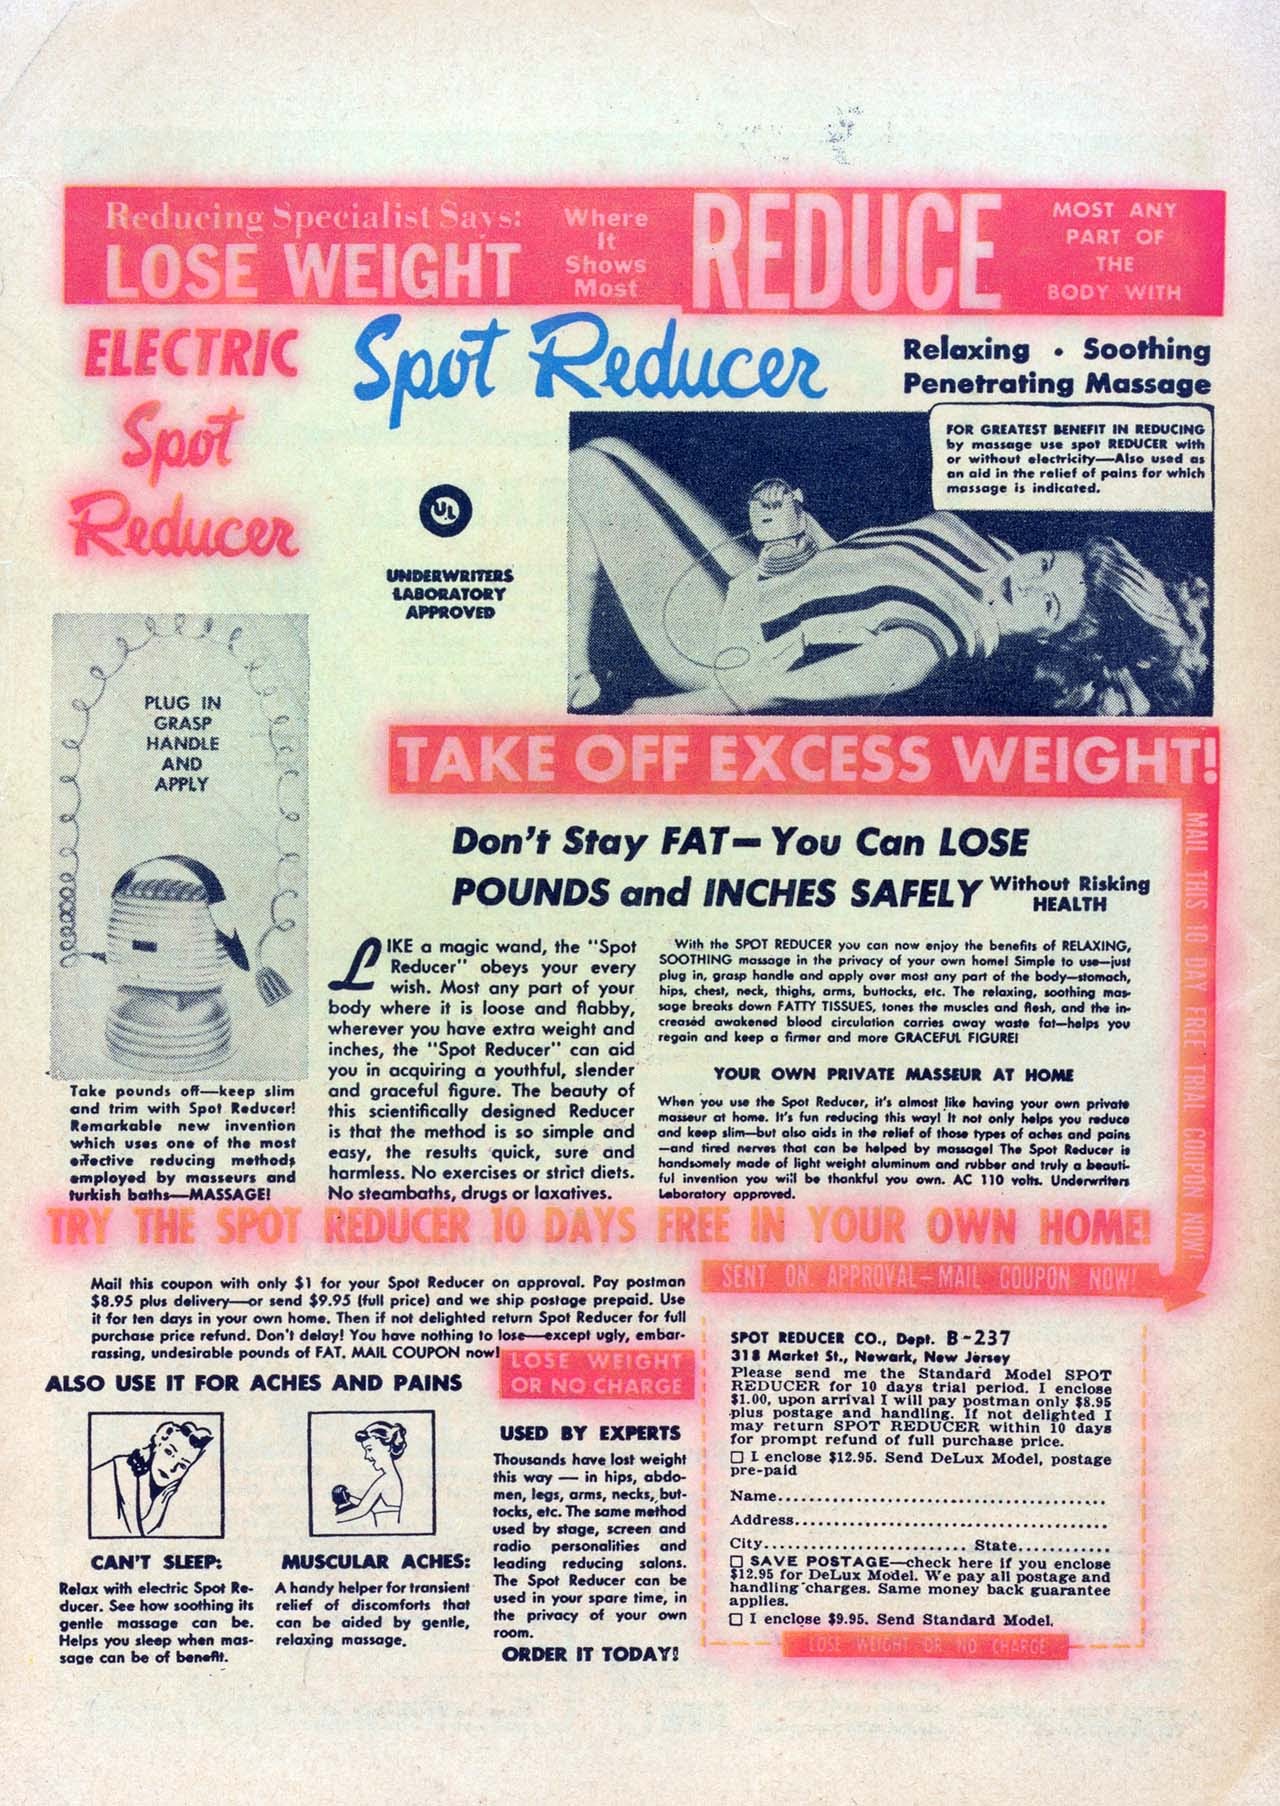 Reducing Specialist Says:
LOSE WEIGHT
Where
It
Shows
Most
REDUCE
MOST ANY
PART OF
THE
BODY WITH
ELECTRIC
Spot
Reducer
Spot Reducer
Relaxing • Soothing
Penetrating Massage
UL
UNDERWRITERS
LABORATORY
APPROVED
FOR GREATEST BENEFIT IN REDUCING
by massage use spot REDUCER with
or without electricity—Also used as
an aid in the relief of pains for which
massage is indicated.
PLUG IN
GRASP
HANDLE
AND
APPLY
Take pounds off—keep slim
and trim with Spot Reducer!
Remarkable new invention
which uses one of the most
effective reducing methods
employed by masseurs and
turkish baths—MASSAGE!
TAKE OFF EXCESS WEIGHT!
MAIL THIS 10 DAY FREE TRIAL COUPON NOW!
Don't Stay FAT— You Can LOSE
POUNDS and INCHES SAFELY Without Risking
HEALTH
LIKE a magic wand, the "Spot
Reducer" obeys your every
wish. Most any part of your
body where it is loose and flabby,
wherever you have extra weight and
inches, the "Spot Reducer" can aid
you in acquiring a youthful, slender
and graceful figure. The beauty of
this scientifically designed Reducer
is that the method is so simple and
easy, the results quick, sure and
harmless. No exercises or strict diets.
No steambaths, drugs or laxatives.
With the SPOT REDUCER you can now enjoy the benefits of RELAXING,
SOOTHING massage in the privacy of your own home! Simple to use—just
plug in, grasp handle and apply over most any part of the body—stomach,
hips, chest, neck, thighs, arms, buttocks, etc. The relaxing, soothing mas-
sage breaks down FATTY TISSUES, tones the muscles and flesh, and the in-
creased awakened blood circulation carries away waste fat—helps you
regain and keep a firmer and more GRACEFUL FIGURE!
YOUR OWN PRIVATE MASSEUR AT HOME
When you use the Spot Reducer, it's almost like having your own private
masseur at home. It's fun reducing this way! It not only helps you reduce
and keep slim—but also aids in the relief of those types of aches and pains
—and tired nerves that can be helped by massage! The Spot Reducer is
handsomely made of light weight aluminum and rubber and truly a beauti-
ful invention you will be thankful you own. AC 110 volts. Underwriters
Laboratory approved.
TRY THE SPOT REDUCER 10 DAYS FREE IN YOUR OWN HOME!
Mail this coupon with only $1 for your Spot Reducer on approval. Pay postman
$8.95 plus delivery—or send $9.95 (full price) and we ship postage prepaid. Use
it for ten days in your own home. Then if not delighted return Spot Reducer for full
purchase price refund. Don't delay! You have nothing to lose—except ugly, embar-
rassing, undesirable pounds of FAT. MAIL COUPON now!
LOSE WEIGHT
OR NO CHARGE
ALSO USE IT FOR ACHES AND PAINS
CAN'T SLEEP:
Relax with electric Spot Re-
ducer. See how soothing its
gentle massage can be.
Helps you sleep when mas-
sage can be of benefit.
MUSCULAR ACHES:
A handy helper for transient
relief of discomforts that
can be aided by gentle,
relaxing massage.
USED BY EXPERTS
Thousands have lost weight
this way — in hips, abdo-
men, legs, arms, necks, but-
tocks, etc. The same method
used by stage, screen and
radio personalities and
leading reducing salons.
The Spot Reducer can be
used in your spare time, in
the privacy of your own
room.
ORDER IT TODAY!
SENT ON APPROVAL—MAIL COUPON NOW!
SPOT REDUCER CO., Dept. B-237
318 Market St., Newark, New Jersey
Please send me the Standard Model SPOT
REDUCER for 10 days trial period. I enclose
$1.00, upon arrival I will pay postman only $8.95
plus postage and handling. If not delighted I
may return SPOT REDUCER within 10 days
for prompt refund of full purchase price.
□ I enclose $12.95. Send DeLux Model, postage
pre-paid
Name........................................
Address......................................
City......................... State............
□ SAVE POSTAGE—check here if you enclose
$12.95 for DeLux Model. We pay all postage and
handling charges. Same money back guarantee
applies.
□ I enclose $9.95. Send Standard Model.
LOSE WEIGHT OR NO CHARGE